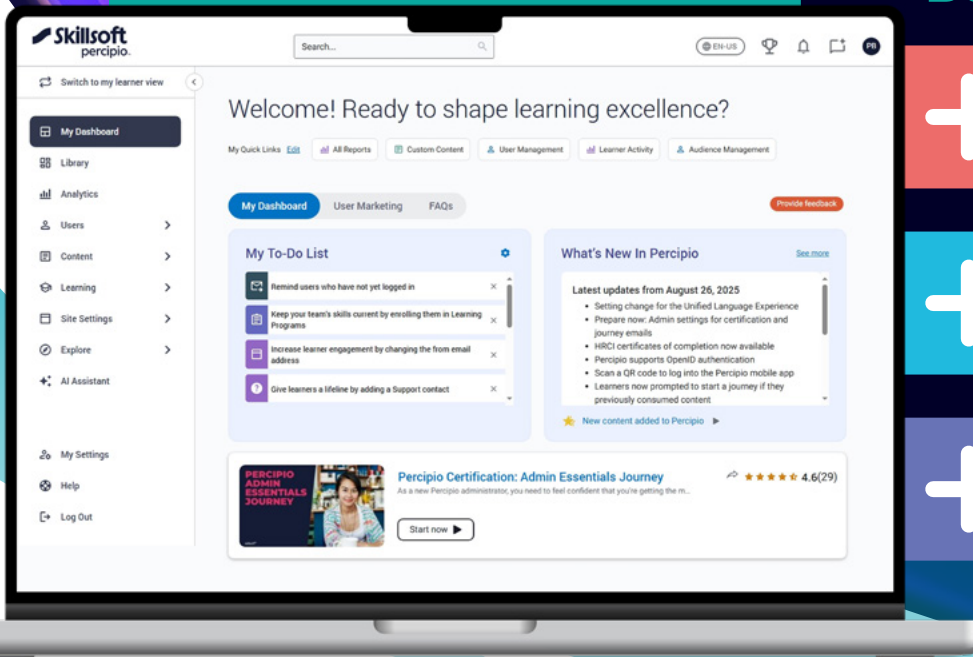 Skillsoft
percipio.
Search...
EN-US
PB
Switch to my learner view
My Dashboard
Library
Analytics
Users
Content
Learning
Site Settings
Explore
AI Assistant
My Settings
Help
Log Out
Welcome! Ready to shape learning excellence?
My Quick Links Edit All Reports Custom Content User Management Learner Activity Audience Management
My Dashboard User Marketing FAQs
Provide feedback
My To-Do List
Remind users who have not yet logged in
Keep your team's skills current by enrolling them in Learning
Programs
Increase learner engagement by changing the from email
address
Give learners a lifeline by adding a Support contact
What's New In Percipio
See more
Latest updates from August 26, 2025
• Setting change for the Unified Language Experience
• Prepare now: Admin settings for certification and
journey emails
• HRCI certificates of completion now available
• Percipio supports OpenID authentication
• Scan a QR code to log into the Percipio mobile app
• Learners now prompted to start a journey if they
previously consumed content
New content added to Percipio
PERCIPIO
ADMIN
ESSENTIALS
JOURNEY
Percipio Certification: Admin Essentials Journey
4.6(29)
As a new Percipio administrator, you need to feel confident that you're getting the m...
Start now